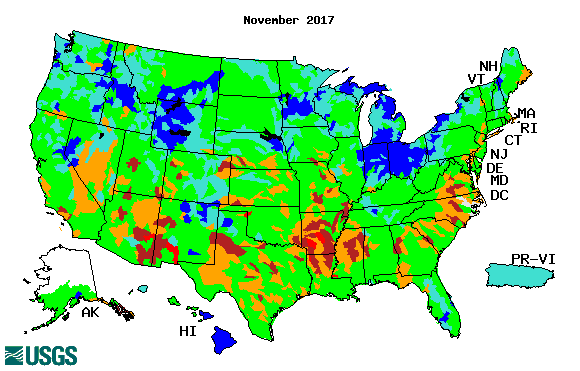 November 2017
NH
VT
MA
RI
CT
NJ
DE
MD
DC
PR-VI
AK
HI
USGS